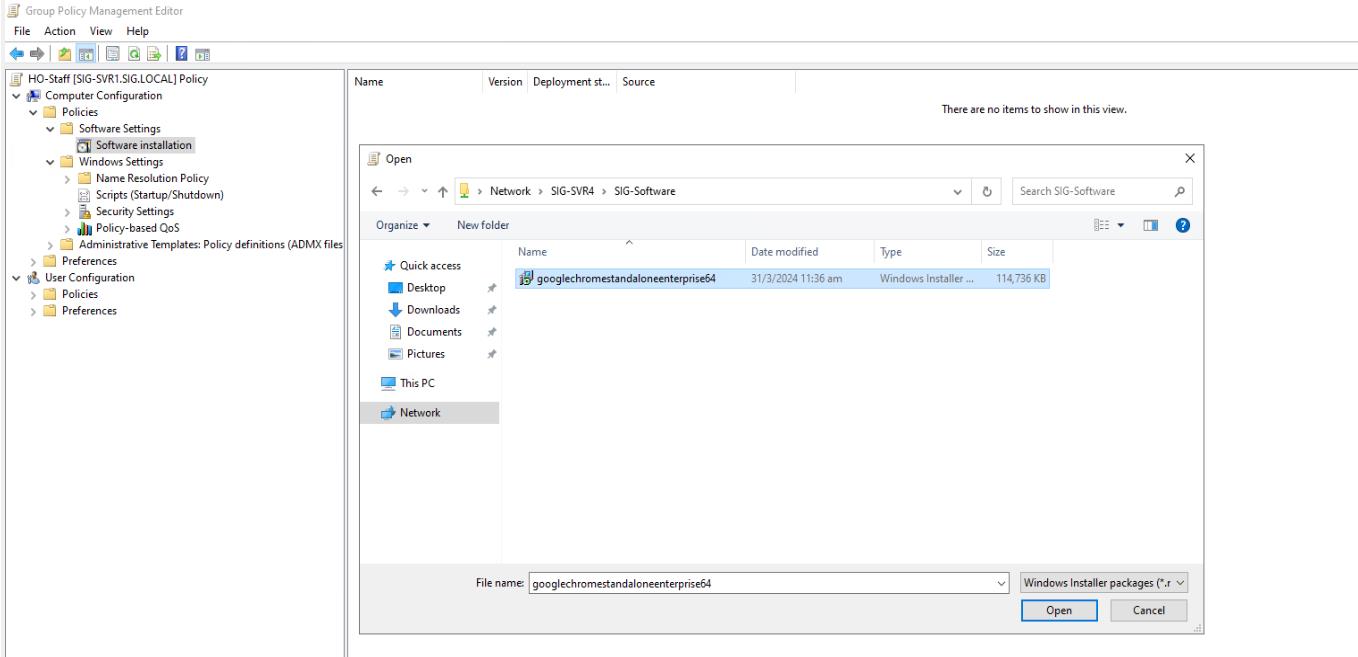 Group Policy Management Editor
File Action View Help
HO-Staff [SIG-SVR1.SIG.LOCAL] Policy
Computer Configuration
Policies
Software Settings
Software installation
Windows Settings
Name Resolution Policy
Scripts (Startup/Shutdown)
Security Settings
Policy-based QoS
Administrative Templates: Policy definitions (ADMX files
Preferences
User Configuration
Policies
Preferences
Name Version Deployment st... Source
There are no items to show in this view.
Open
Network SIG-SVR4 SIG-Software
Search SIG-Software
Organize New folder
Quick access
Desktop
Downloads
Documents
Pictures
This PC
Network
Name Date modified Type Size
googlechromestandaloneenterprise64 31/3/2024 11:36 am Windows Installer ... 114,736 KB
File name: googlechromestandaloneenterprise64 Windows Installer packages (*.r
Open Cancel